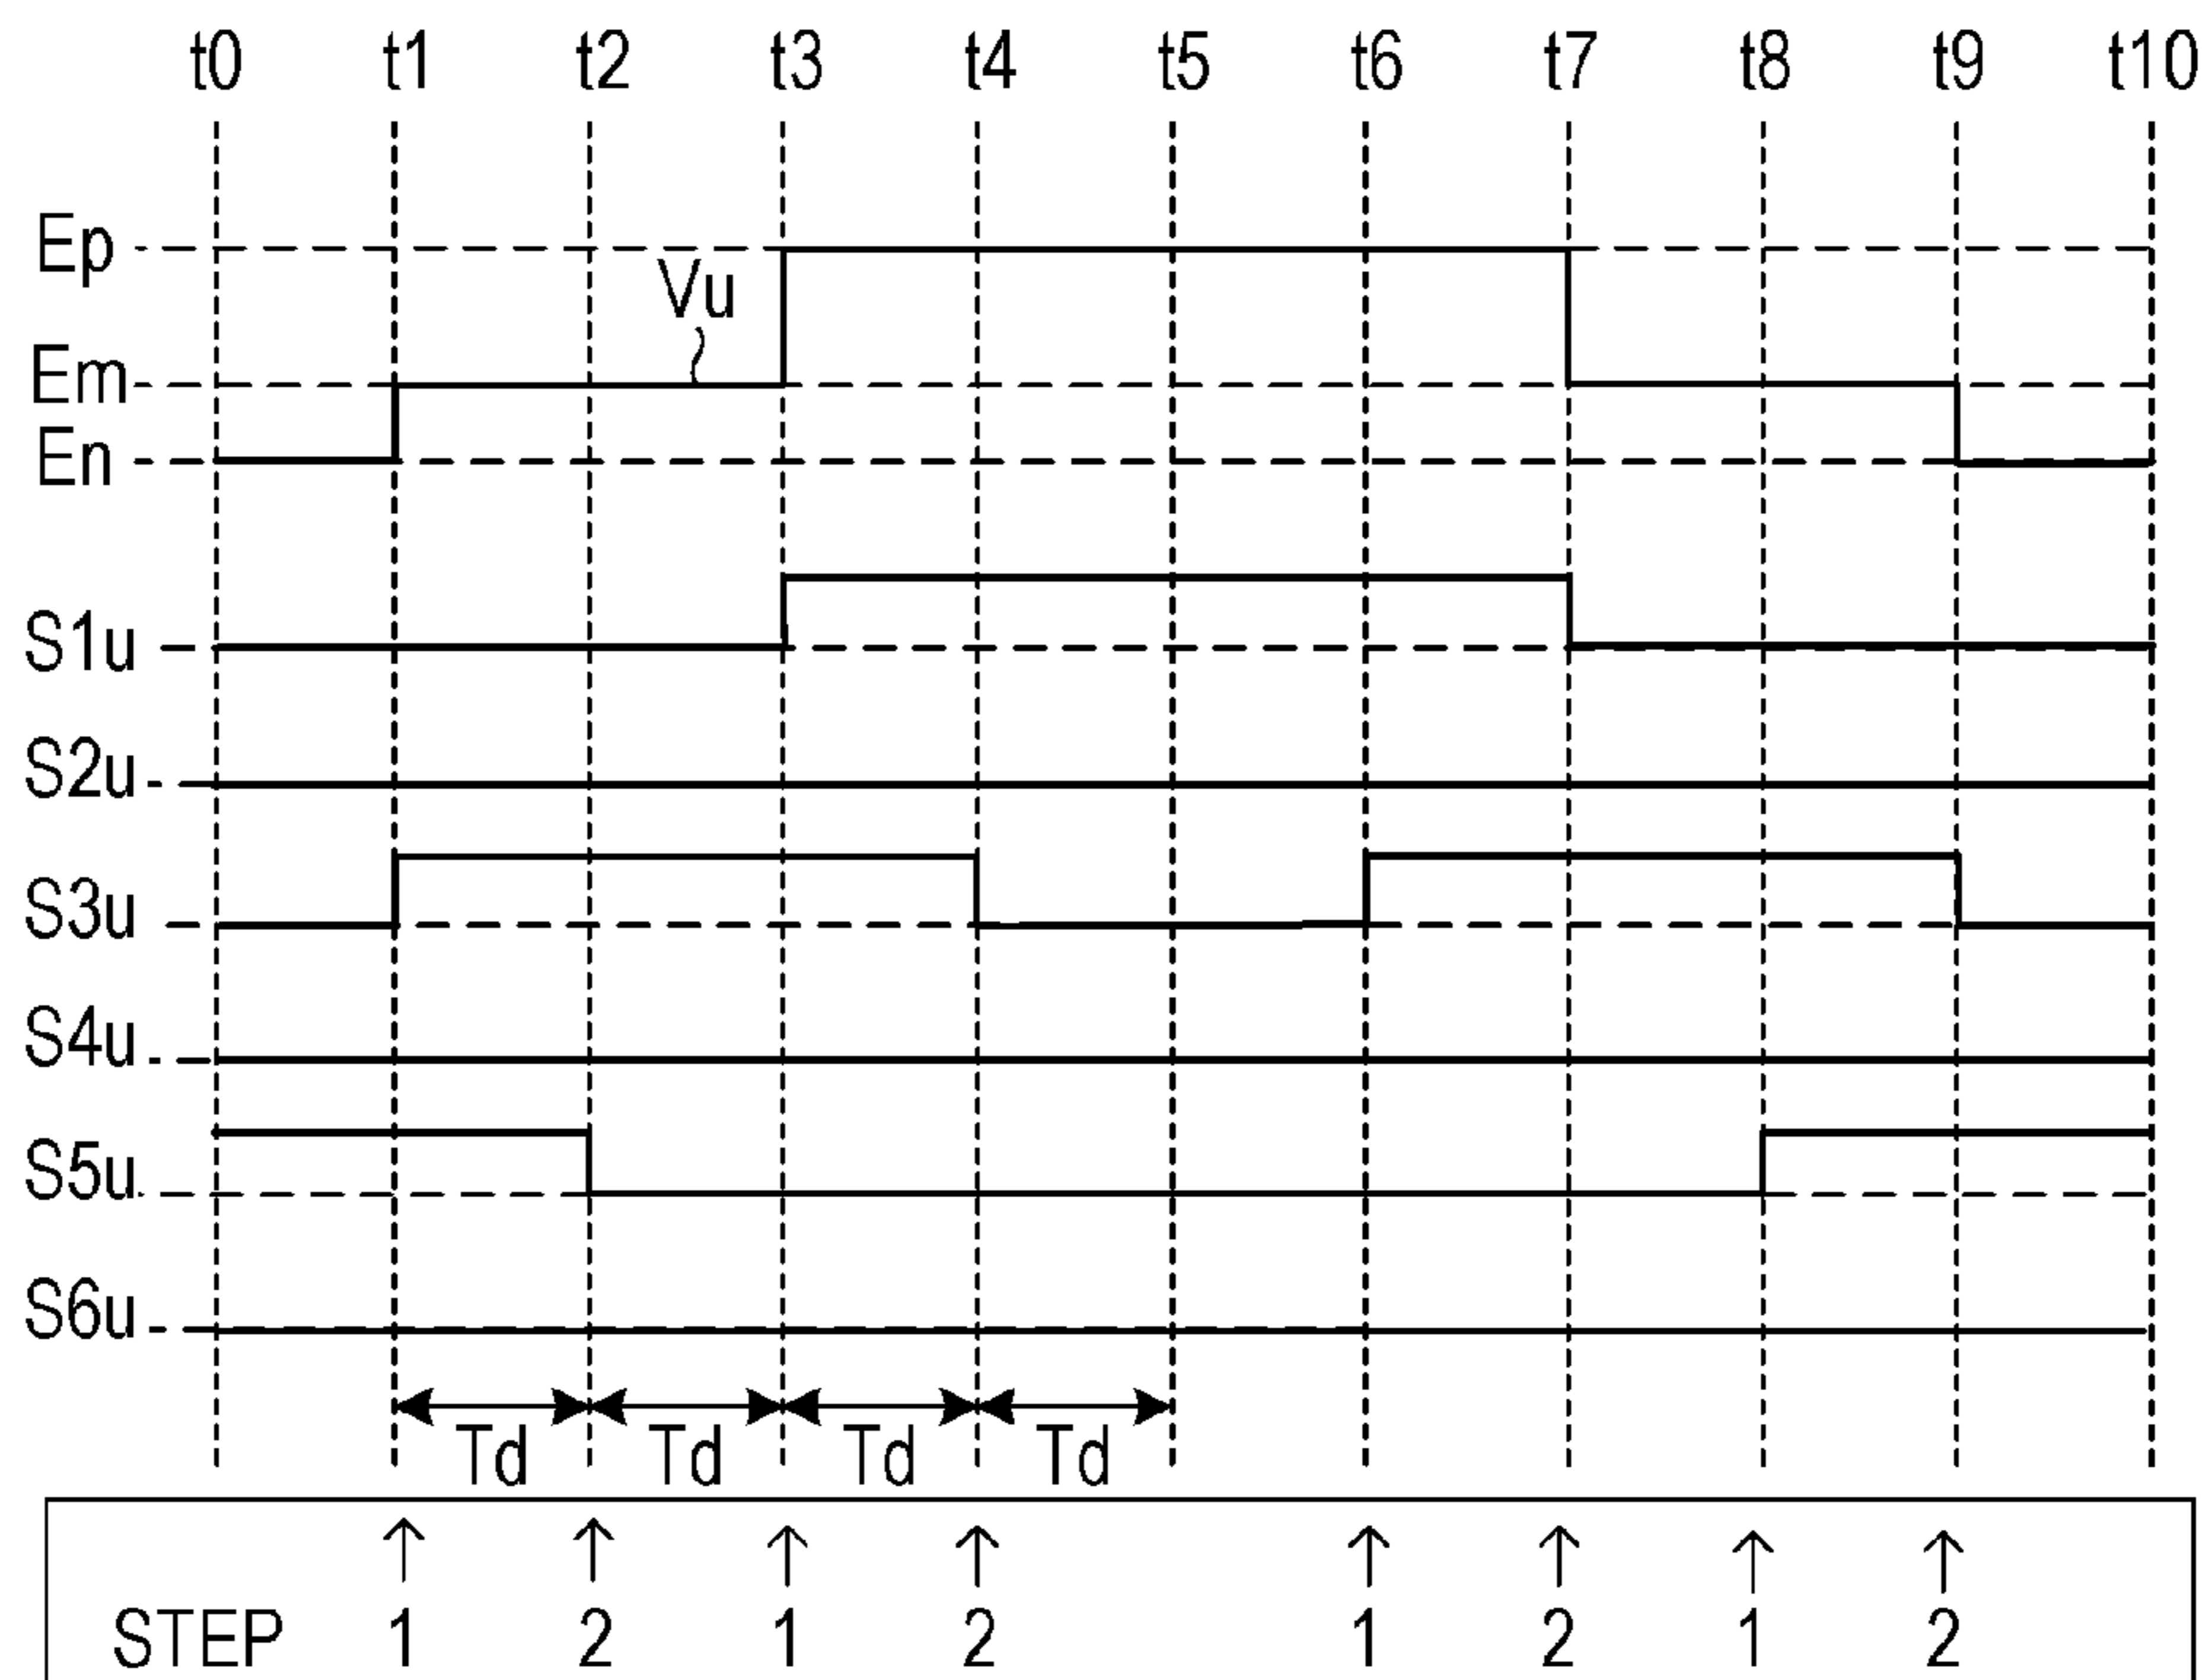 t0 t1 t2 t3 t4 t5 t6 t7 t8 t9 t10
Ep
Vu
Em
En
S1u
S2u
S3u
S4u
S5u
S6u
Td Td Td Td
STEP 1 2 1 2 1 2 1 2